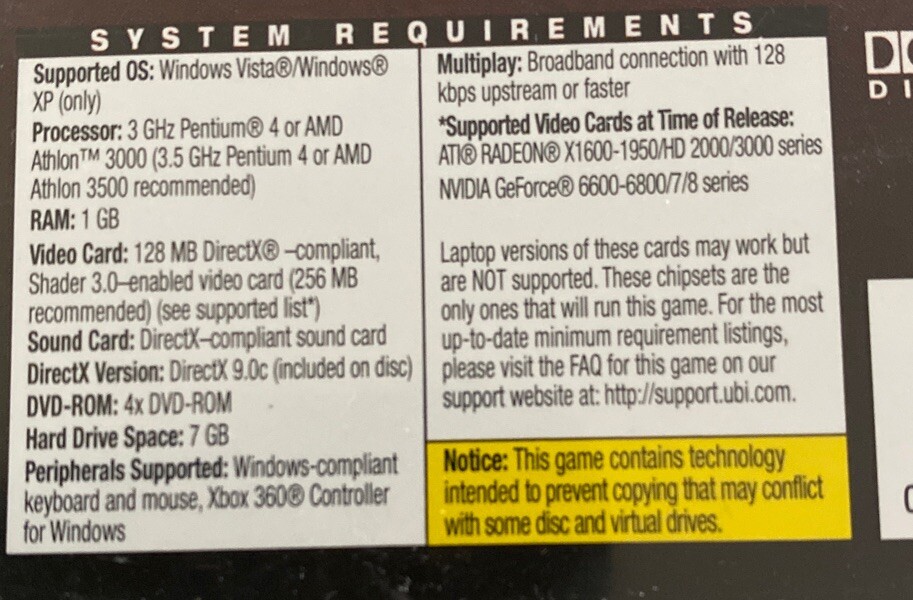 SYSTEM REQUIREMENTS
Supported OS: Windows Vista®/Windows®
XP (only)
Processor: 3 GHz Pentium® 4 or AMD
Athlon™ 3000 (3.5 GHz Pentium 4 or AMD
Athlon 3500 recommended)
RAM: 1 GB
Video Card: 128 MB DirectX® –compliant,
Shader 3.0–enabled video card (256 MB
recommended) (see supported list*)
Sound Card: DirectX–compliant sound card
DirectX Version: DirectX 9.0c (included on disc)
DVD-ROM: 4x DVD-ROM
Hard Drive Space: 7 GB
Peripherals Supported: Windows-compliant
keyboard and mouse, Xbox 360® Controller
for Windows
Multiplay: Broadband connection with 128
kbps upstream or faster
*Supported Video Cards at Time of Release:
ATI® RADEON® X1600-1950/HD 2000/3000 series
NVIDIA GeForce® 6600-6800/7/8 series
Laptop versions of these cards may work but
are NOT supported. These chipsets are the
only ones that will run this game. For the most
up-to-date minimum requirement listings,
please visit the FAQ for this game on our
support website at: http://support.ubi.com.
Notice: This game contains technology
intended to prevent copying that may conflict
with some disc and virtual drives.